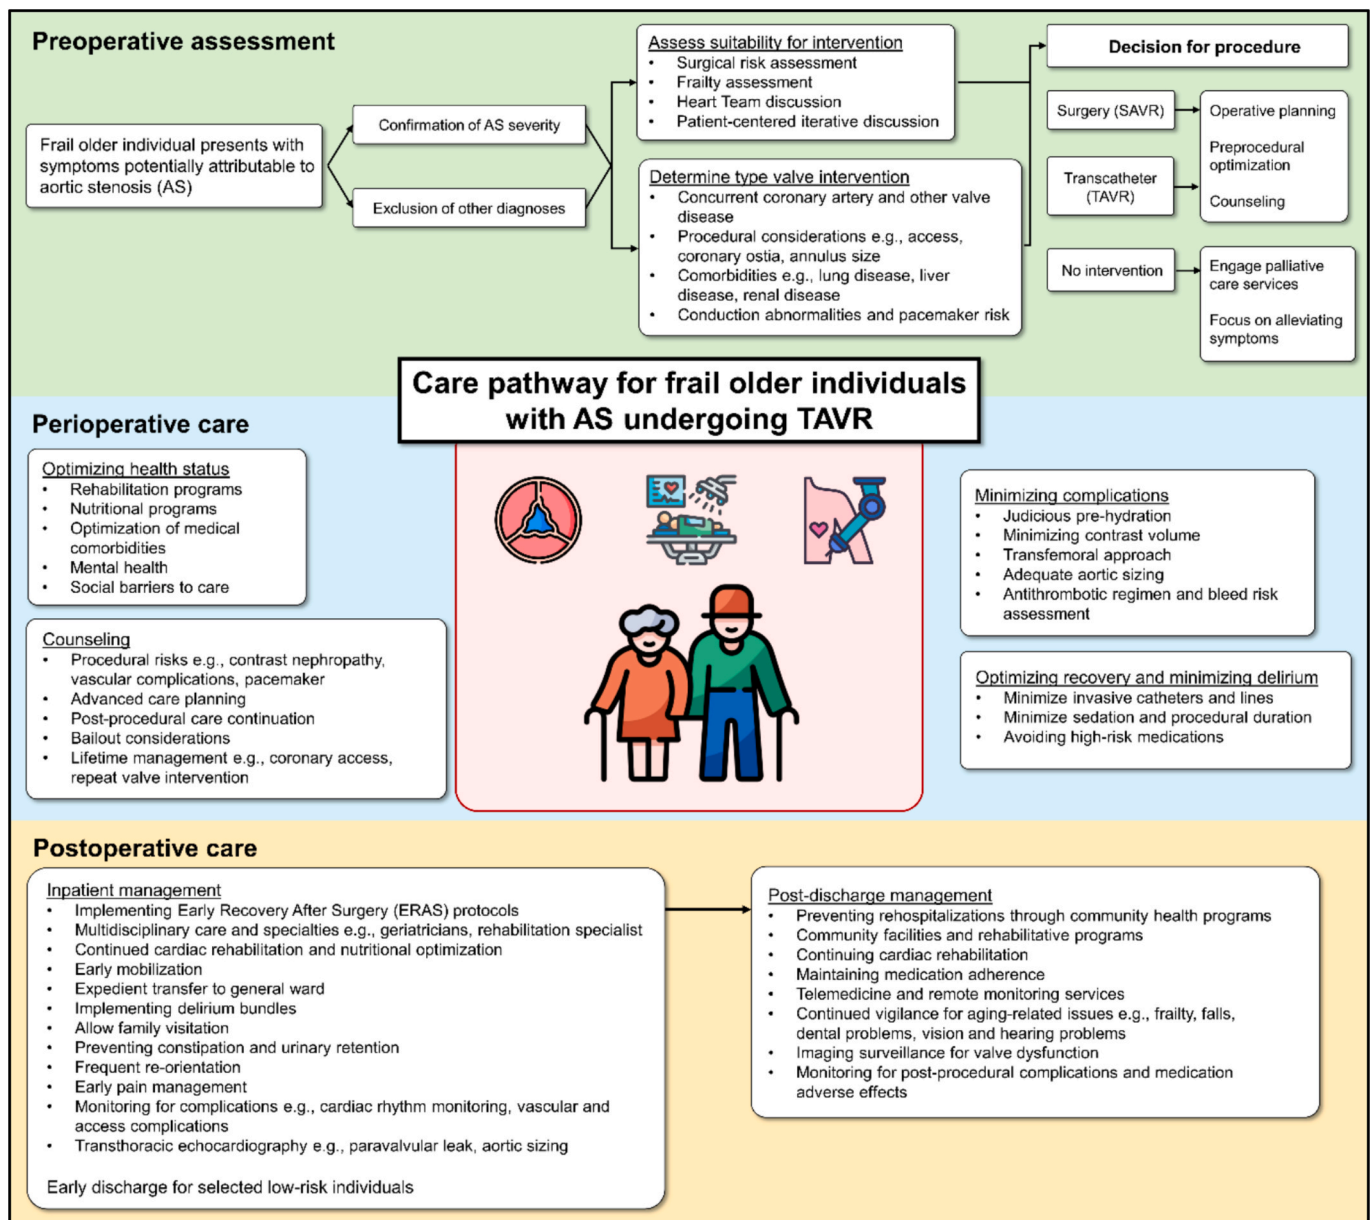 Preoperative assessment
Frail older individual presents with
symptoms potentially attributable to
aortic stenosis (AS)
Confirmation of AS severity
Exclusion of other diagnoses
Assess suitability for intervention
• Surgical risk assessment
• Frailty assessment
• Heart Team discussion
• Patient-centered iterative discussion
Determine type valve intervention
• Concurrent coronary artery and other valve
disease
• Procedural considerations e.g., access,
coronary ostia, annulus size
• Comorbidities e.g., lung disease, liver
disease, renal disease
• Conduction abnormalities and pacemaker risk
Decision for procedure
Surgery (SAVR)
Transcatheter
(TAVR)
Operative planning
Preprocedural
optimization
Counseling
No intervention
Engage palliative
care services
Focus on alleviating
symptoms
Care pathway for frail older individuals
with AS undergoing TAVR
Perioperative care
Optimizing health status
• Rehabilitation programs
• Nutritional programs
• Optimization of medical
comorbidities
• Mental health
• Social barriers to care
Counseling
• Procedural risks e.g., contrast nephropathy,
vascular complications, pacemaker
• Advanced care planning
• Post-procedural care continuation
• Bailout considerations
• Lifetime management e.g., coronary access,
repeat valve intervention
Minimizing complications
• Judicious pre-hydration
• Minimizing contrast volume
• Transfemoral approach
• Adequate aortic sizing
• Antithrombotic regimen and bleed risk
assessment
Optimizing recovery and minimizing delirium
• Minimize invasive catheters and lines
• Minimize sedation and procedural duration
• Avoiding high-risk medications
Postoperative care
Inpatient management
• Implementing Early Recovery After Surgery (ERAS) protocols
• Multdisciplinary care and specialties e.g., geriatricians, rehabilitation specialist
• Continued cardiac rehabilitation and nutritional optimization
• Early mobilization
• Expedient transfer to general ward
• Implementing delirium bundles
• Allow family visitation
• Preventing constipation and urinary retention
• Frequent re-orientation
• Early pain management
• Monitoring for complications e.g., cardiac rhythm monitoring, vascular and
access complications
• Transthoracic echocardiography e.g., paravalvular leak, aortic sizing
Early discharge for selected low-risk individuals
Post-discharge management
• Preventing rehospitalizations through community health programs
• Community facilities and rehabilitative programs
• Continuing cardiac rehabilitation
• Maintaining medication adherence
• Telemedicine and remote monitoring services
• Continued vigilance for aging-related issues e.g., frailty, falls,
dental problems, vision and hearing problems
• Imaging surveillance for valve dysfunction
• Monitoring for post-procedural complications and medication
adverse effects